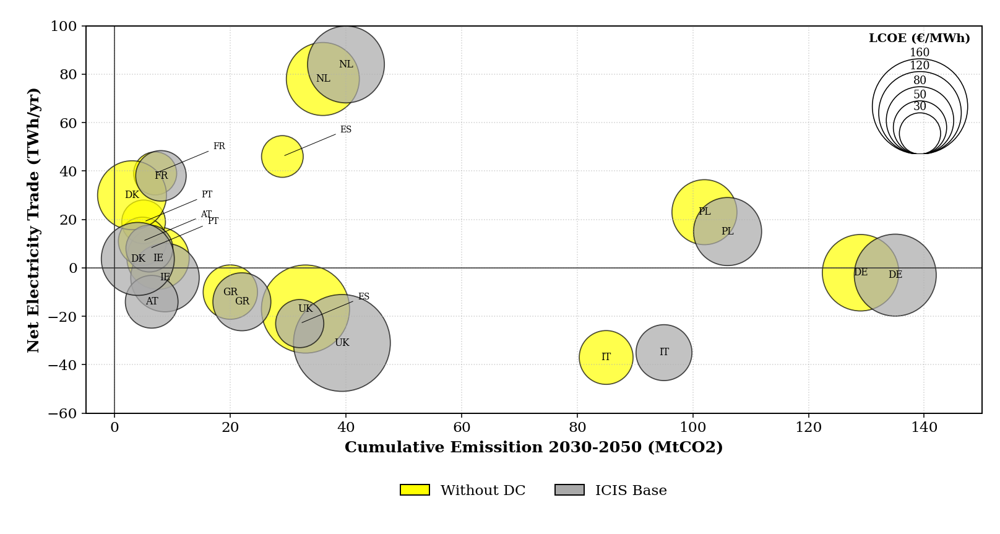 LCOE (€/MWh)
160
120
80
50
30
100
80
60
40
20
0
−20
−40
−60
Net Electricity Trade (TWh/yr)
NL
NL
ES
FR
FR
DK
PT
AT
PT
PL
PL
DK
IE
IE
DE
DE
GR
GR
AT
ES
UK
UK
IT
IT
0
20
40
60
80
100
120
140
Cumulative Emissition 2030-2050 (MtCO2)
Without DC
ICIS Base